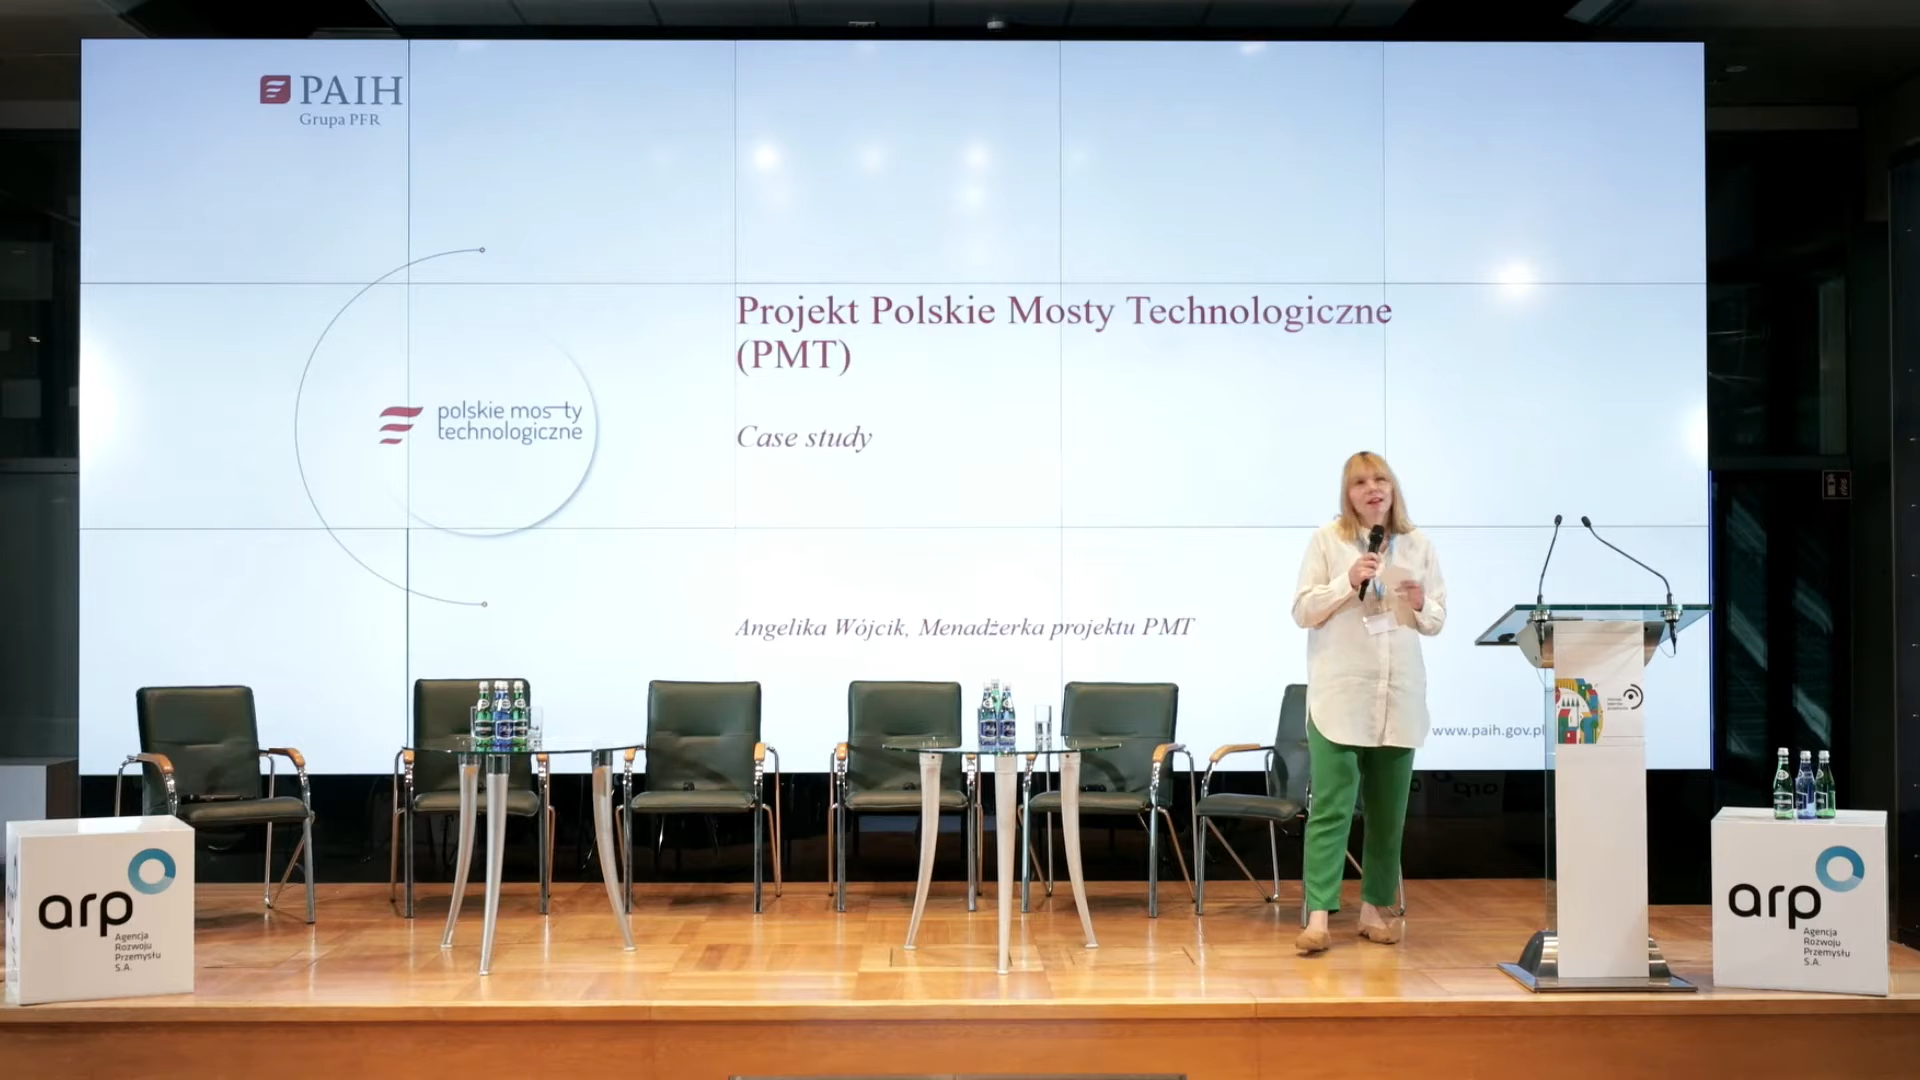 PAIH
Grupa PFR
Projekt Polskie Mosty Technologiczne
(PMT)
polskie mosty
technologiczne
Case study
Angelika Wójcik, Menadżerka projektu PMT
www.paih.gov.pl
arp
Agencja
Rozwoju
Przemysłu
S.A.
arp
Agencja
Rozwoju
Przemysłu
S.A.